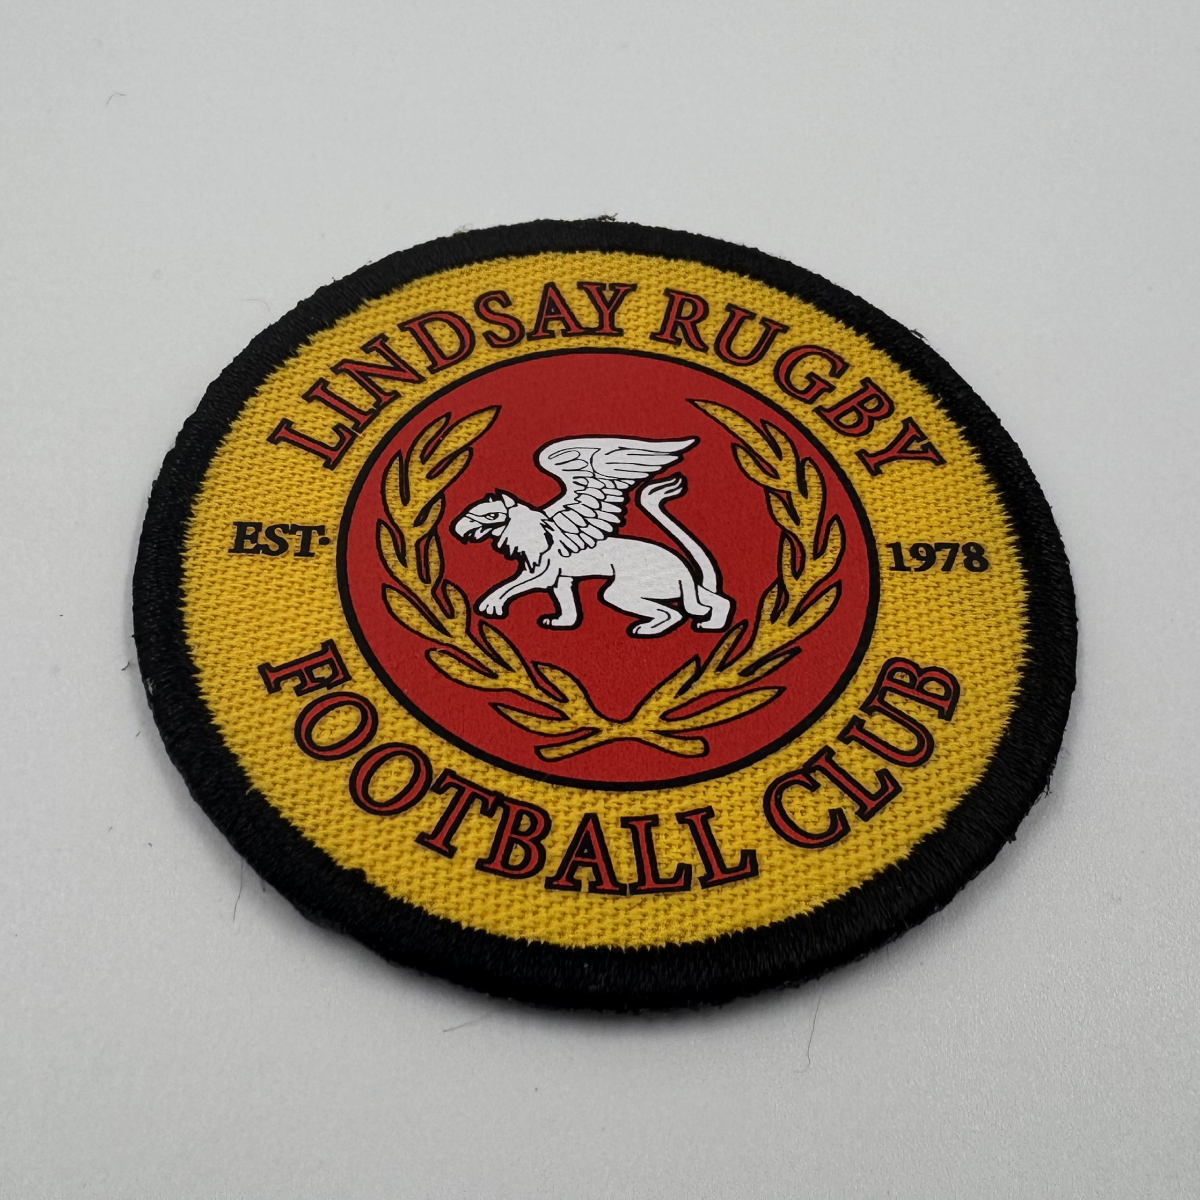 LINDSAY RUGBY
EST· 1978
FOOTBALL CLUB